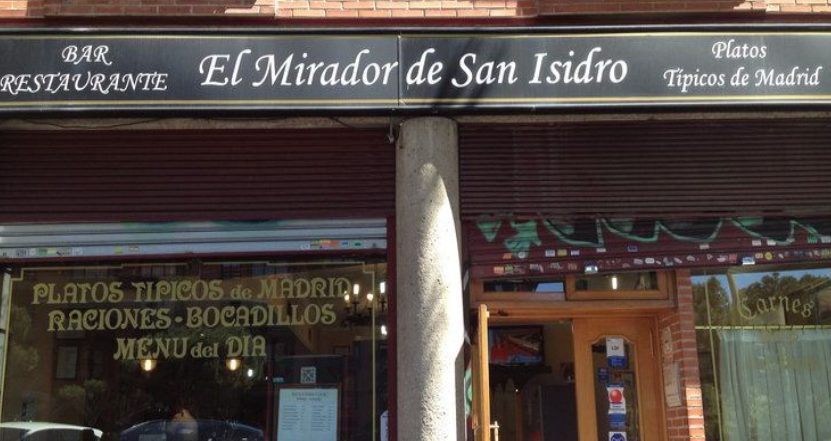 BAR
RESTAURANTE
El Mirador de San Isidro
Platos
Típicos de Madrid
PLATOS TIPICOS de MADRID
RACIONES - BOCADILLOS
MENU del DIA
Carnes